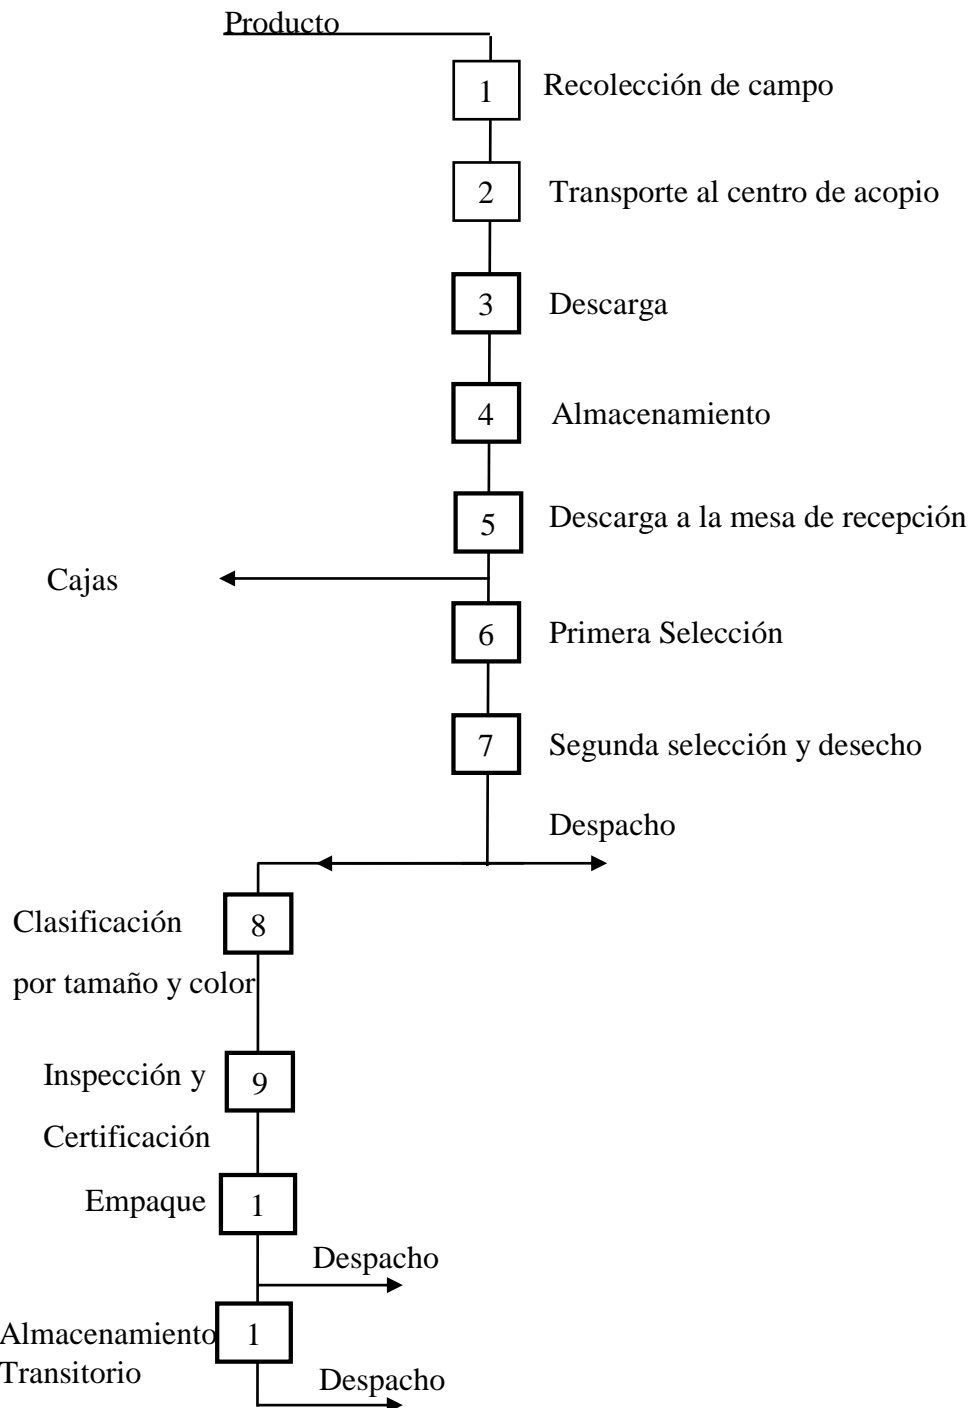 Producto
1 Recolección de campo
2 Transporte al centro de acopio
3 Descarga
4 Almacenamiento
5 Descarga a la mesa de recepción
Cajas
6 Primera Selección
7 Segunda selección y desecho
Despacho
Clasificación 8
por tamaño y color
Inspección y 9
Certificación
Empaque 1
Despacho
Almacenamiento 1
Transitorio
Despacho